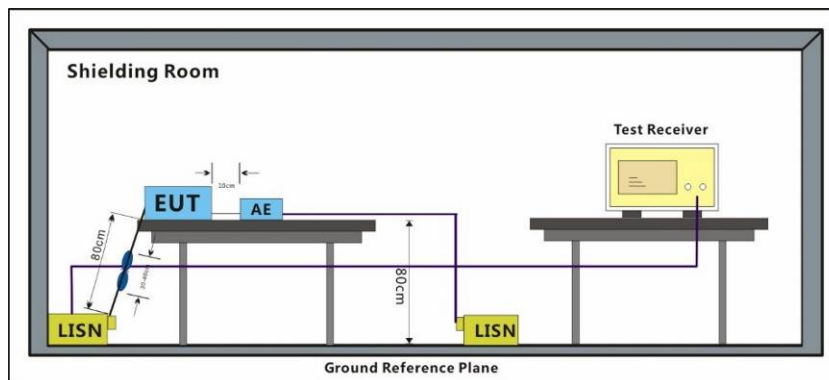 Shielding Room
Test Receiver
10cm
EUT
AE
80cm
80cm
LISN
LISN
Ground Reference Plane